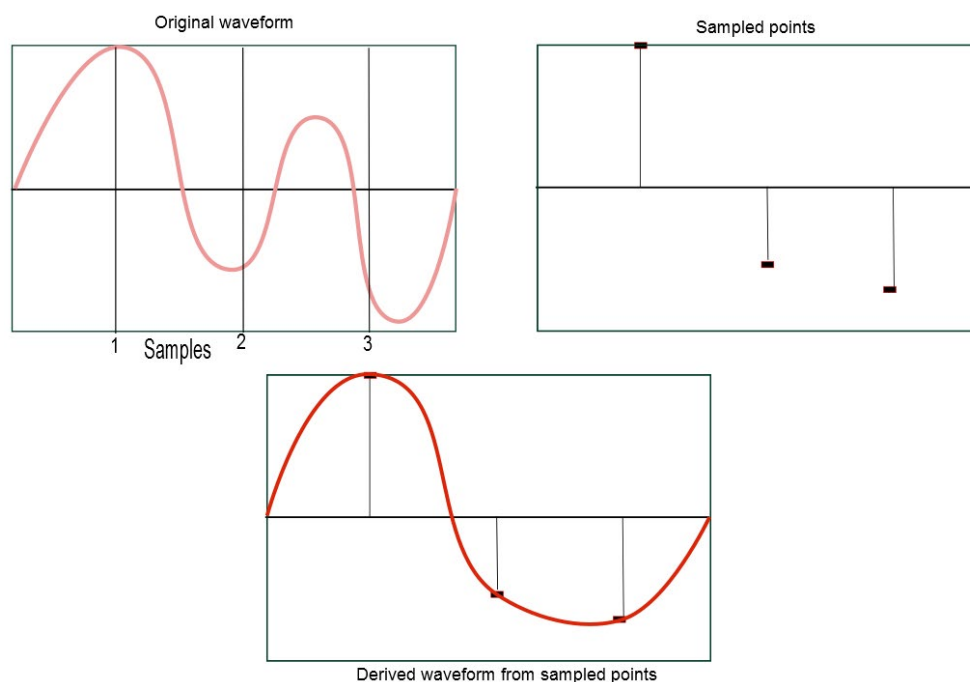 Original waveform
Sampled points
1
Samples
2
3
Derived waveform from sampled points